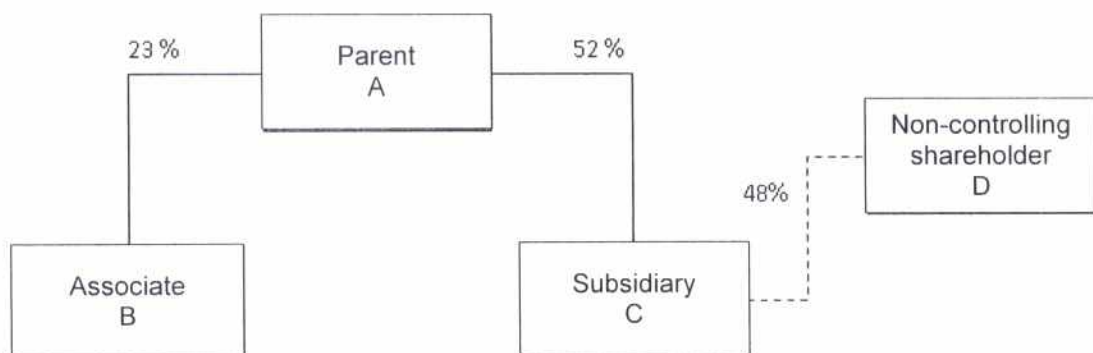 23 %
Parent
A
52 %
Non-controlling
shareholder
D
48%
Associate
B
Subsidiary
C